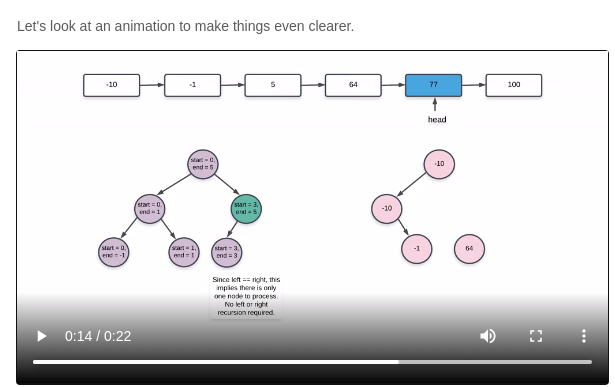 Let's look at an animation to make things even clearer.
-10
-1
5
64
77
100
head
start = 0,
end = 5
start = 0,
end = 1
start = 3,
end = 5
start = 0,
end = -1
start = 1,
end = 1
start = 3,
end = 3
-10
-10
-1
64
Since left == right, this
implies there is only
one node to process.
No left or right
recursion required.
0:14 / 0:22